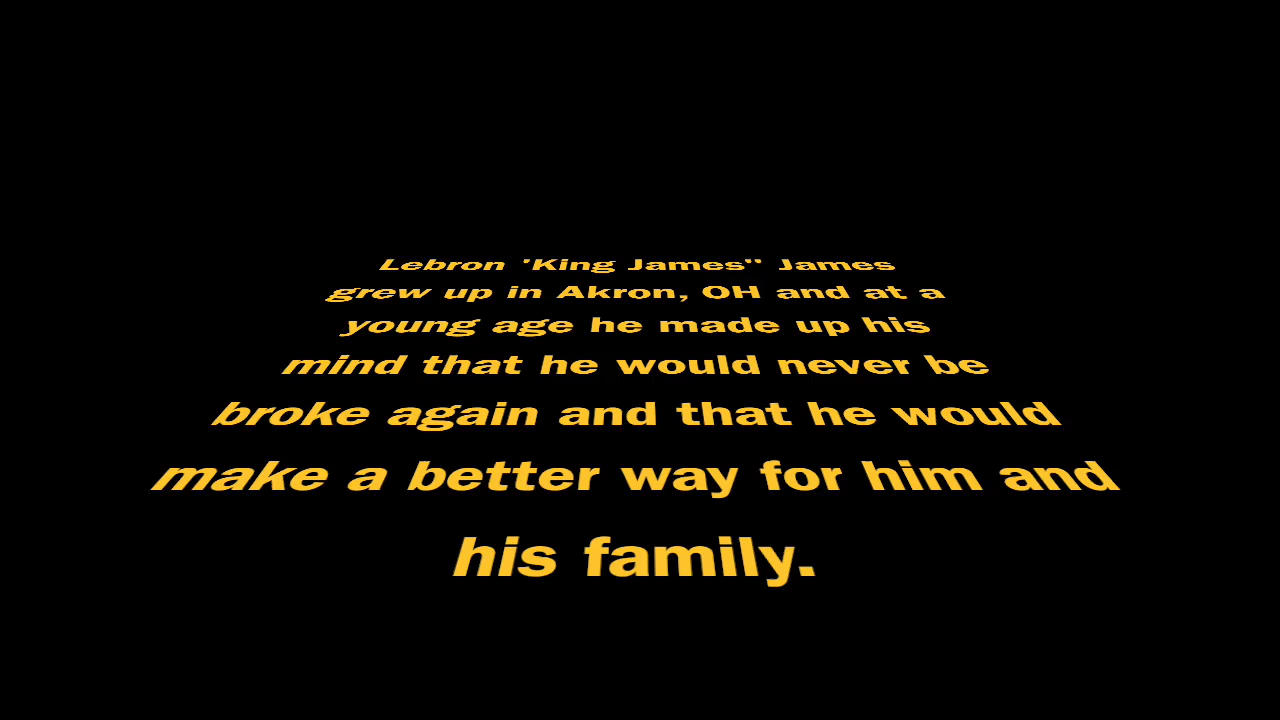 Lebron 'King James" James
grew up in Akron, OH and at a
young age he made up his
mind that he would never be
broke again and that he would
make a better way for him and
his family.